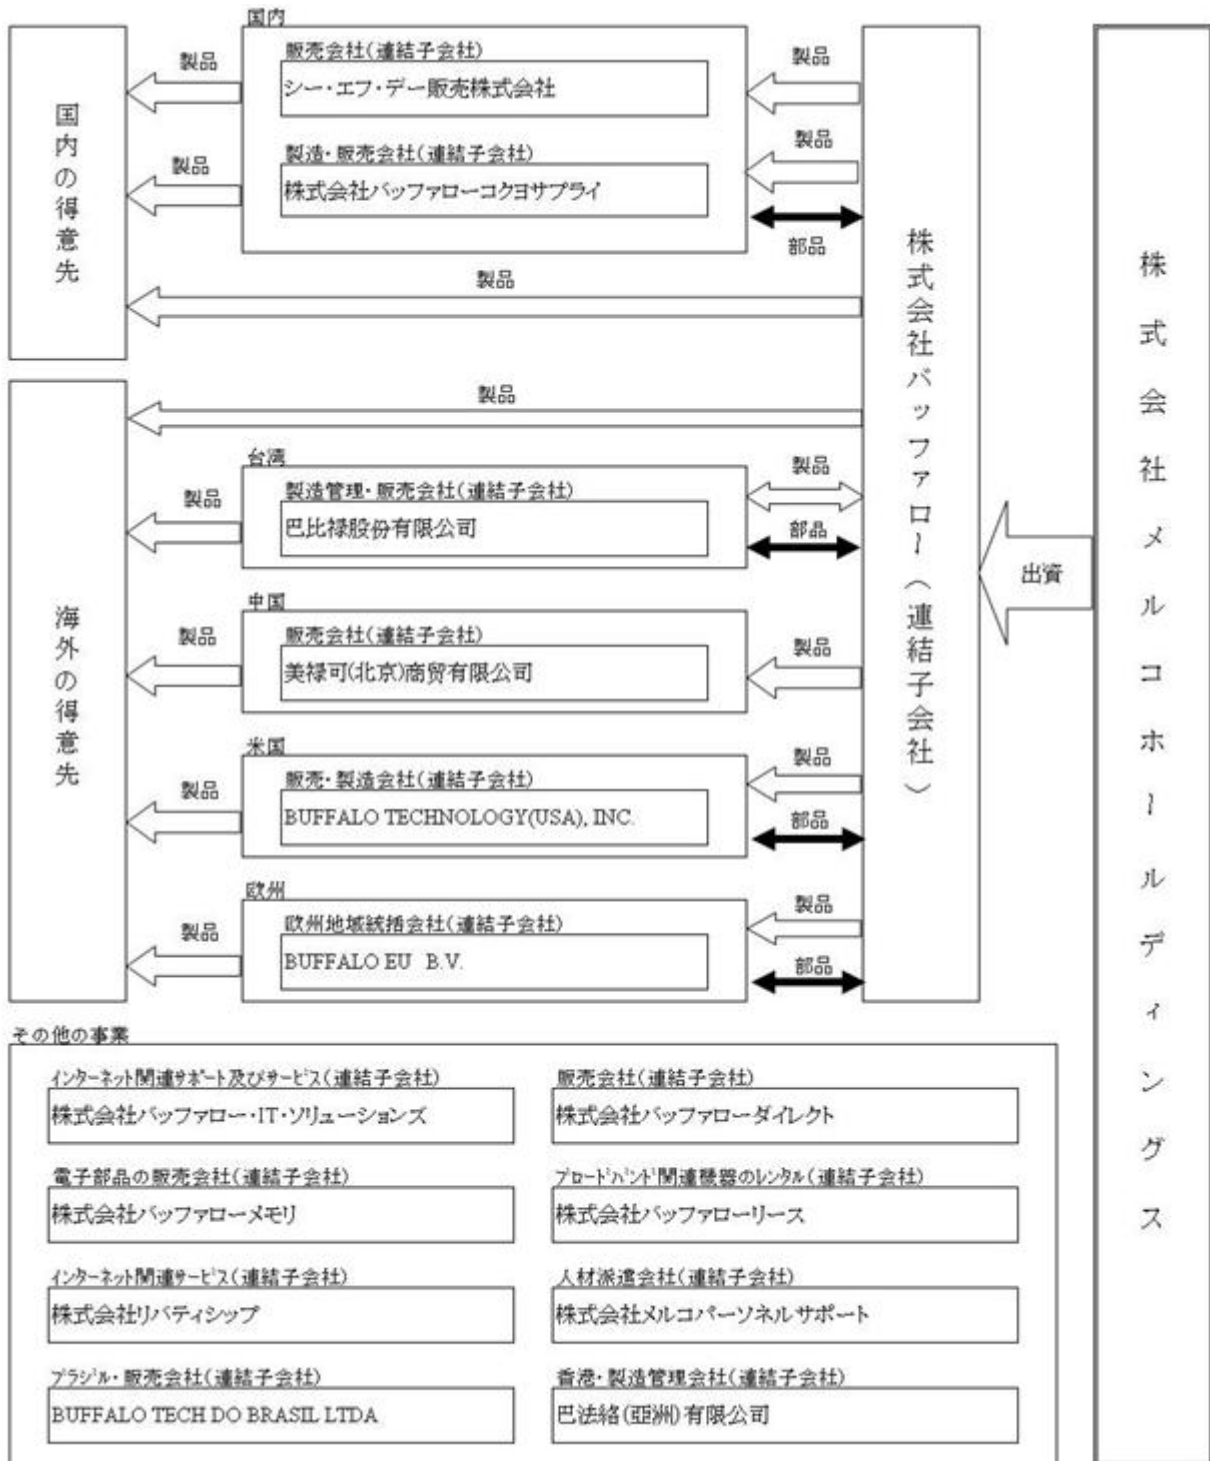 国内
販売会社(連結子会社)
シー・エフ・デー販売株式会社
製造・販売会社(連結子会社)
株式会社バッファローコクヨサプライ
製品
製品
製品
製品
部品
製品
国内の得意先
製品
台湾
製造管理・販売会社(連結子会社)
巴比禄股份有限公司
製品
製品
部品
中国
販売会社(連結子会社)
美禄可(北京)商贸有限公司
製品
製品
米国
販売・製造会社(連結子会社)
BUFFALO TECHNOLOGY(USA), INC.
製品
製品
部品
欧州
欧州地域統括会社(連結子会社)
BUFFALO EU B.V.
製品
製品
部品
海外の得意先
株式会社バッファロー(連結子会社)
出資
株式会社メルコホールディングス
その他の事業
インターネット関連サポート及びサービス(連結子会社)
株式会社バッファロー・IT・ソリューションズ
販売会社(連結子会社)
株式会社バッファローダイレクト
電子部品の販売会社(連結子会社)
株式会社バッファローメモリ
ブロードバンド関連機器のレンタル(連結子会社)
株式会社バッファローリース
インターネット関連サービス(連結子会社)
株式会社リバティシップ
人材派遣会社(連結子会社)
株式会社メルコパーソネルサポート
ブラジル・販売会社(連結子会社)
BUFFALO TECH DO BRASIL LTDA
香港・製造管理会社(連結子会社)
巴法絡(亞洲)有限公司